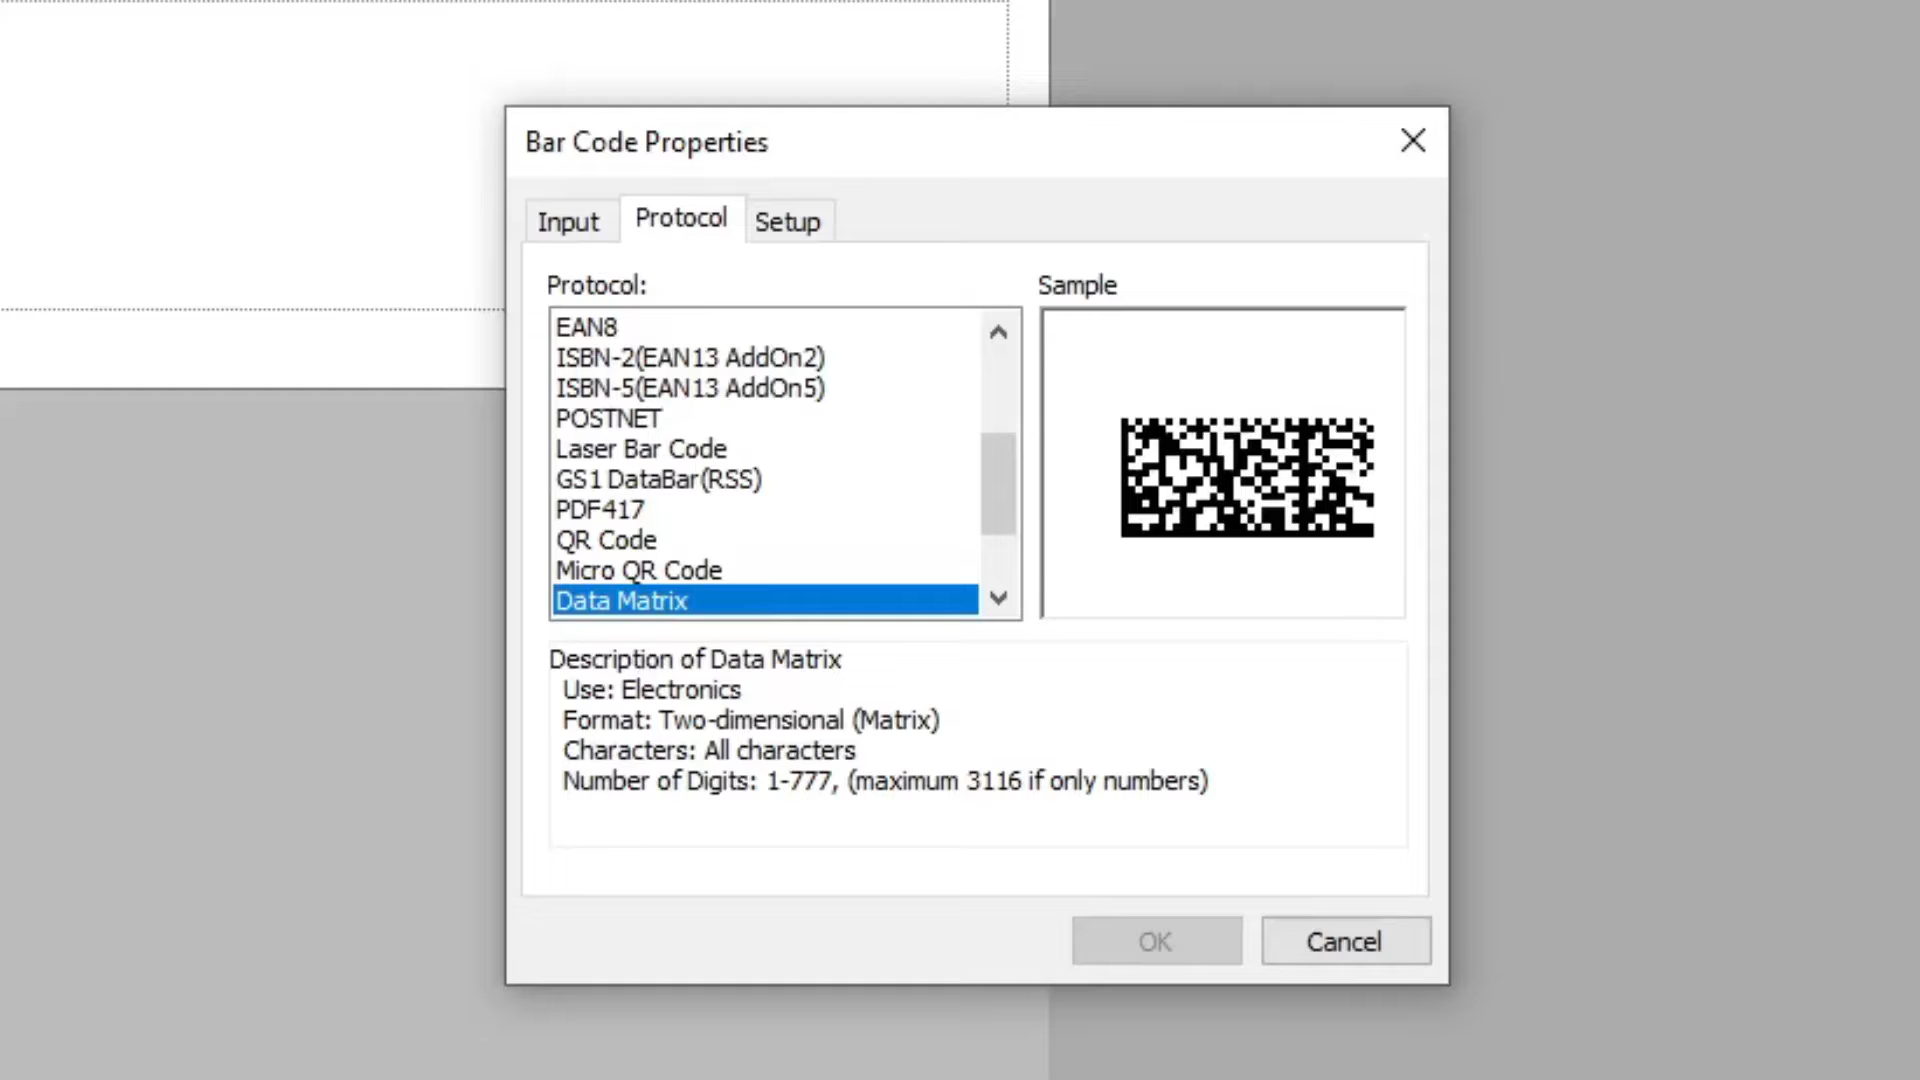 Bar Code Properties
Input
Protocol
Setup
Protocol:
Sample
EAN8
ISBN-2(EAN13 AddOn2)
ISBN-5(EAN13 AddOn5)
POSTNET
Laser Bar Code
GS1 DataBar(RSS)
PDF417
QR Code
Micro QR Code
Data Matrix
Description of Data Matrix
Use: Electronics
Format: Two-dimensional (Matrix)
Characters: All characters
Number of Digits: 1-777, (maximum 3116 if only numbers)
OK
Cancel